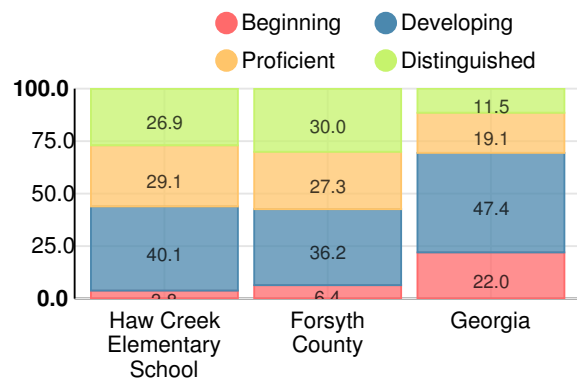 Beginning
Developing
Proficient
Distinguished
100.0
75.0
50.0
25.0
0.0
26.9
30.0
11.5
29.1
27.3
19.1
40.1
36.2
47.4
3.8
6.4
22.0
Haw Creek
Elementary
School
Forsyth
County
Georgia